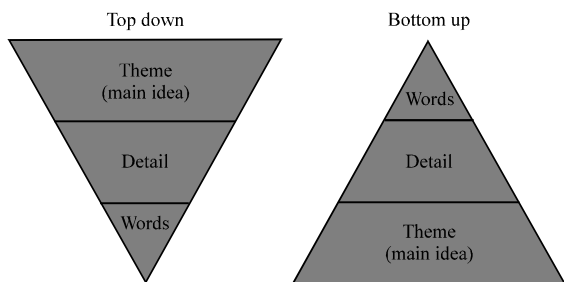 Top down
Theme
(main idea)
Detail
Words
Bottom up
Words
Detail
Theme
(main idea)